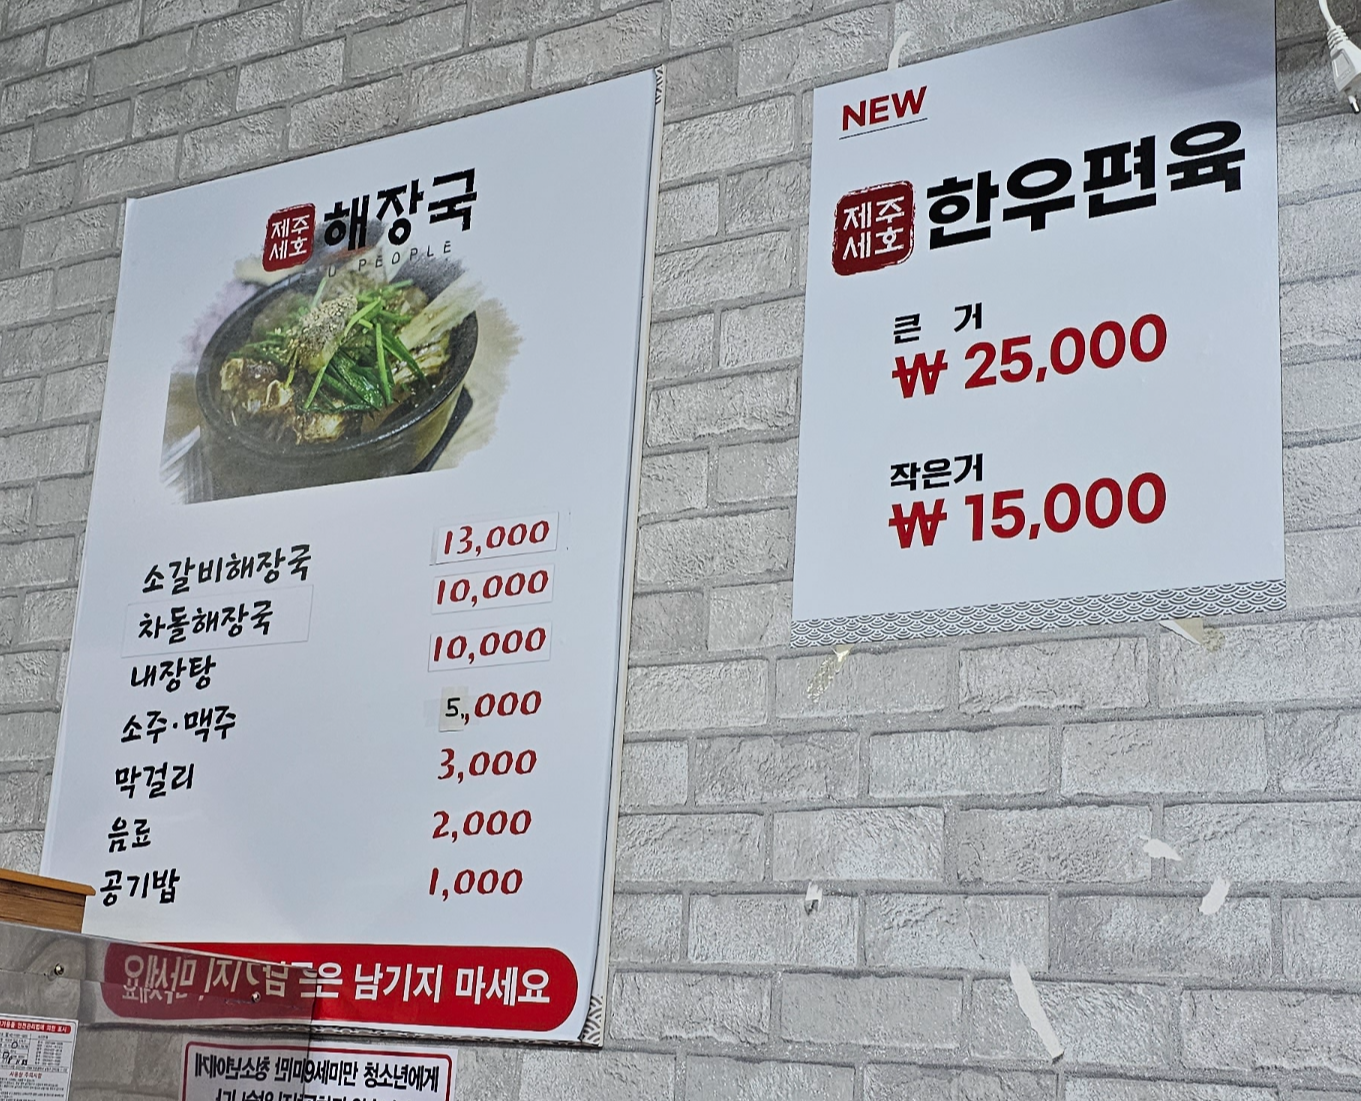 제주
세호
해장국
PEOPLE
소갈비해장국 13,000
차돌해장국 10,000
내장탕 10,000
소주·맥주 5,000
막걸리 3,000
음료 2,000
공기밥 1,000
은 남기지 마세요
청소년에게
NEW
제주
세호
한우편육
큰 거
₩ 25,000
작은거
₩ 15,000